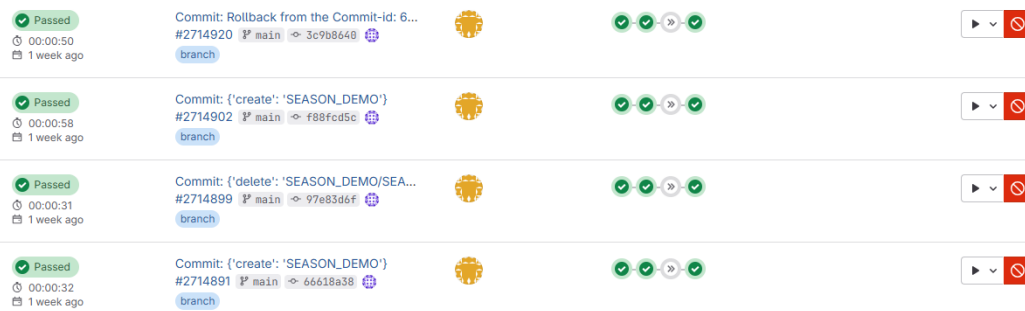 Passed
00:00:50
1 week ago
Commit: Rollback from the Commit-id: 6...
#2714920 main 3c9b8640
branch
Passed
00:00:58
1 week ago
Commit: {'create': 'SEASON_DEMO'}
#2714902 main f88fcd5c
branch
Passed
00:00:31
1 week ago
Commit: {'delete': 'SEASON_DEMO/SEA...
#2714899 main 97e83d6f
branch
Passed
00:00:32
1 week ago
Commit: {'create': 'SEASON_DEMO'}
#2714891 main 66618a38
branch